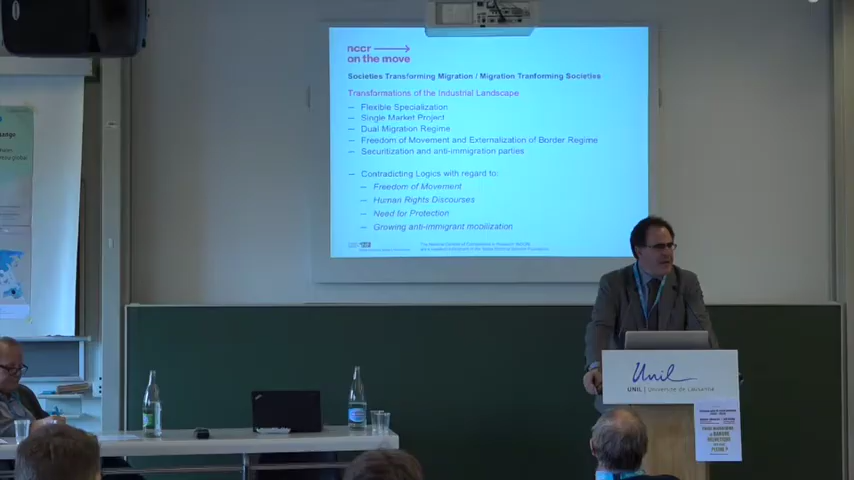 nccr →
on the move
Societies Transforming Migration / Migration Tranforming Societies
Transformations of the Industrial Landscape
— Flexible Specialization
— Single Market Project
— Dual Migration Regime
— Freedom of Movement and Externalization of Border Regime
— Securitization and anti-immigration parties
— Contradicting Logics with regard to:
— Freedom of Movement
— Human Rights Discourses
— Need for Protection
— Growing anti-immigrant mobilization
Unil
UNIL | Université de Lausanne